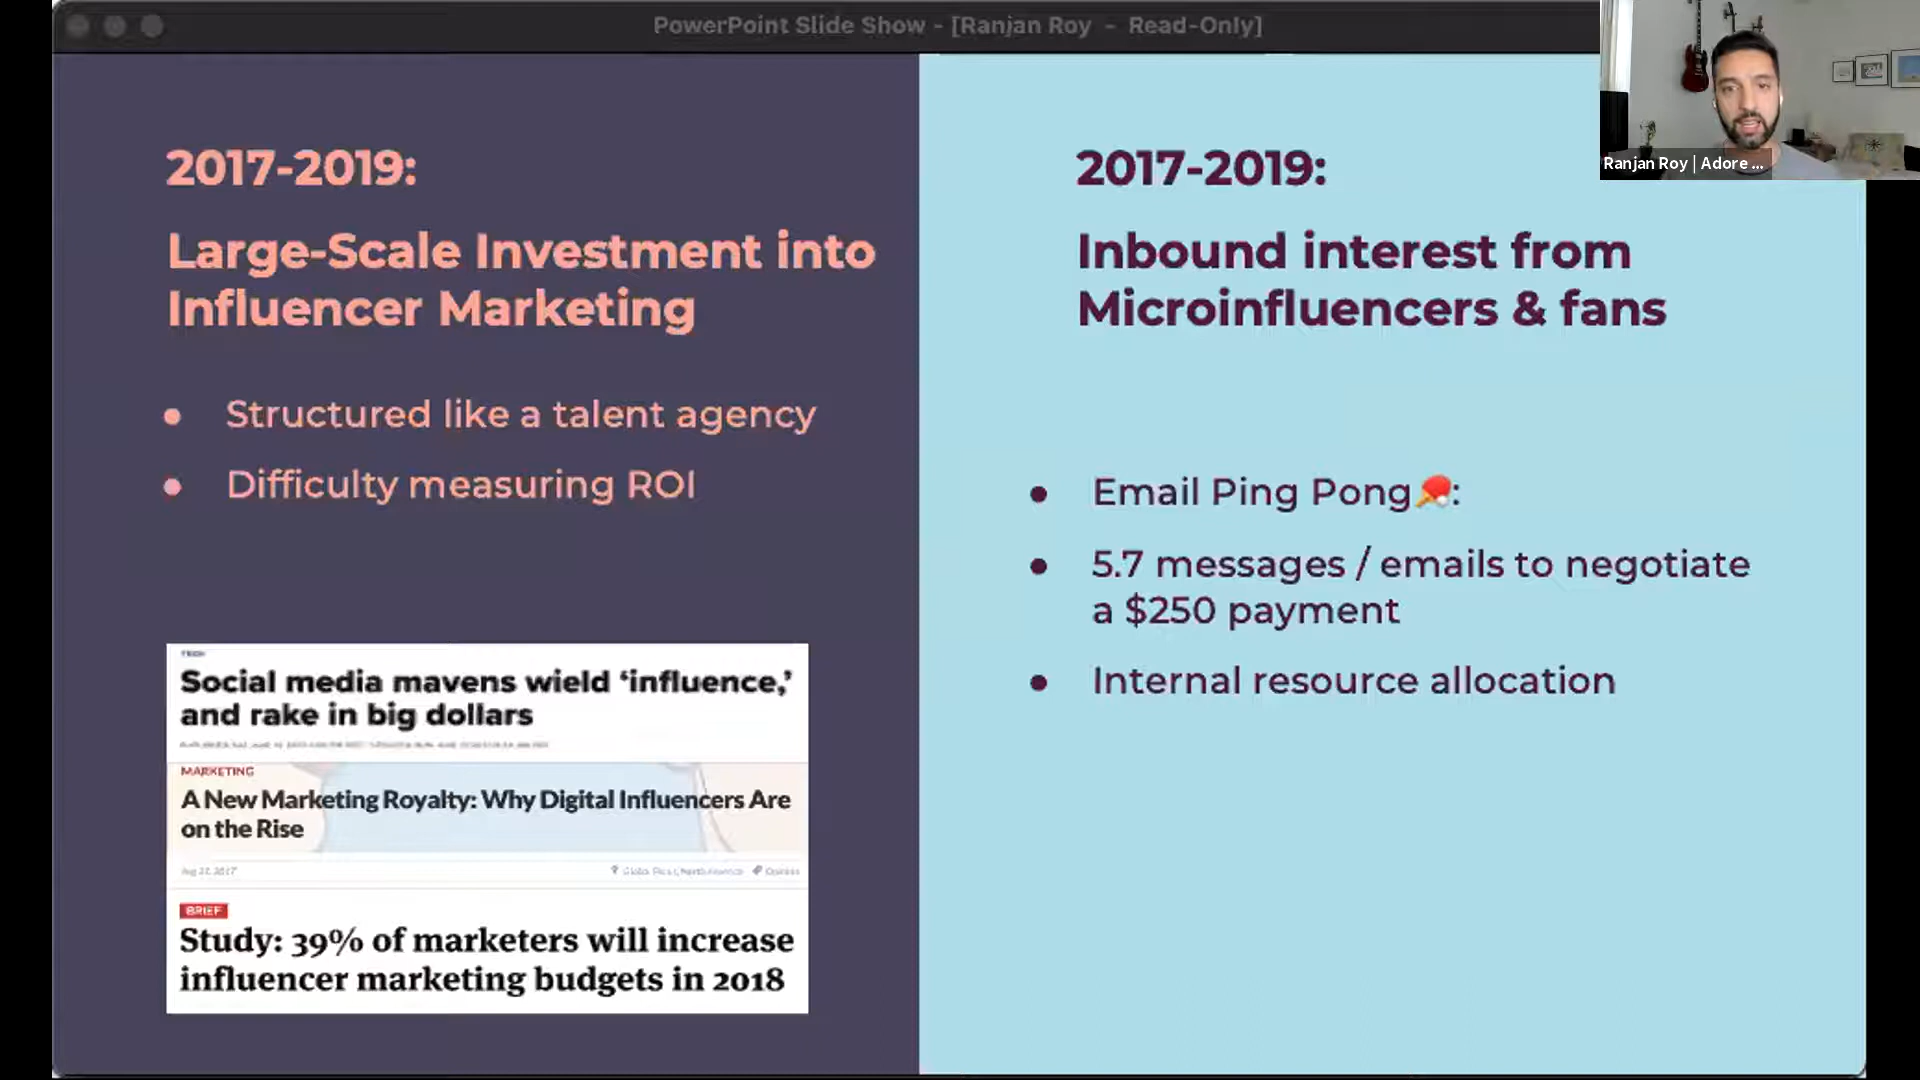 PowerPoint Slide Show - [Ranjan Roy - Read-Only]
Ranjan Roy | Adore ...
2017-2019:
Large-Scale Investment into
Influencer Marketing
• Structured like a talent agency
• Difficulty measuring ROI
TECH
Social media mavens wield ‘influence,’
and rake in big dollars
MARKETING
A New Marketing Royalty: Why Digital Influencers Are
on the Rise
2017
BRIEF
Study: 39% of marketers will increase
influencer marketing budgets in 2018
2017-2019:
Inbound interest from
Microinfluencers & fans
• Email Ping Pong🏓:
• 5.7 messages / emails to negotiate
a $250 payment
• Internal resource allocation